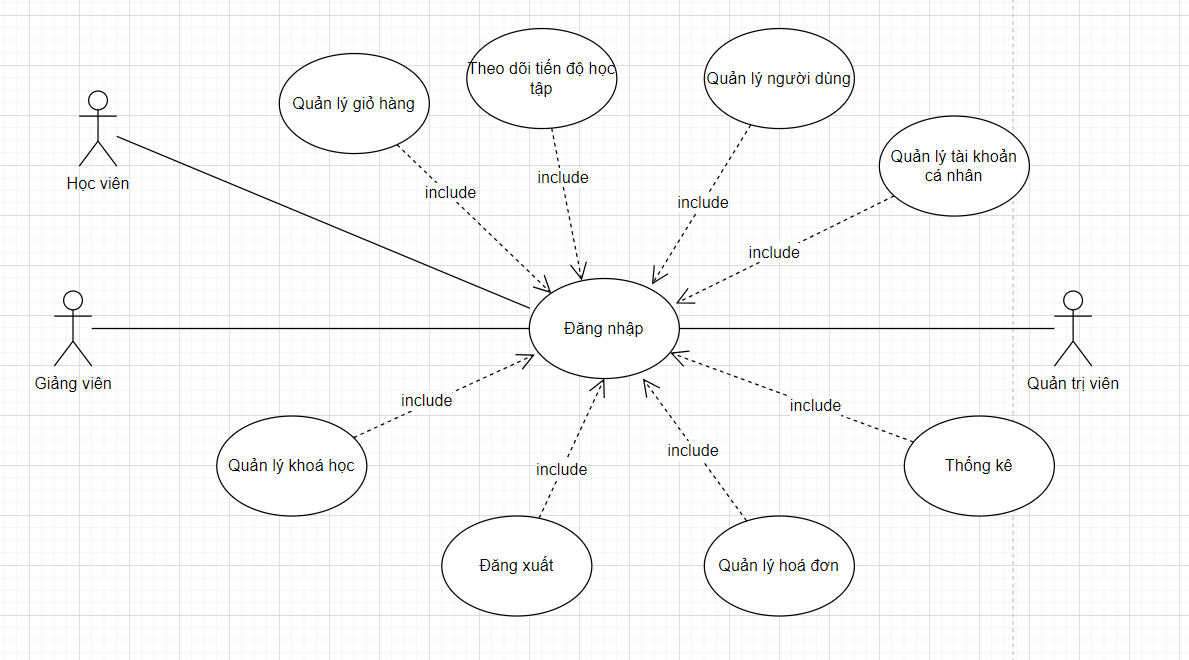 Theo dõi tiến độ học
tập
Quản lý người dùng
Quản lý giỏ hàng
Quản lý tài khoản
cá nhân
Học viên
include
include
include
include
Đăng nhập
Giảng viên
Quản trị viên
include
include
include
include
Quản lý khoá học
Thống kê
Đăng xuất
Quản lý hoá đơn